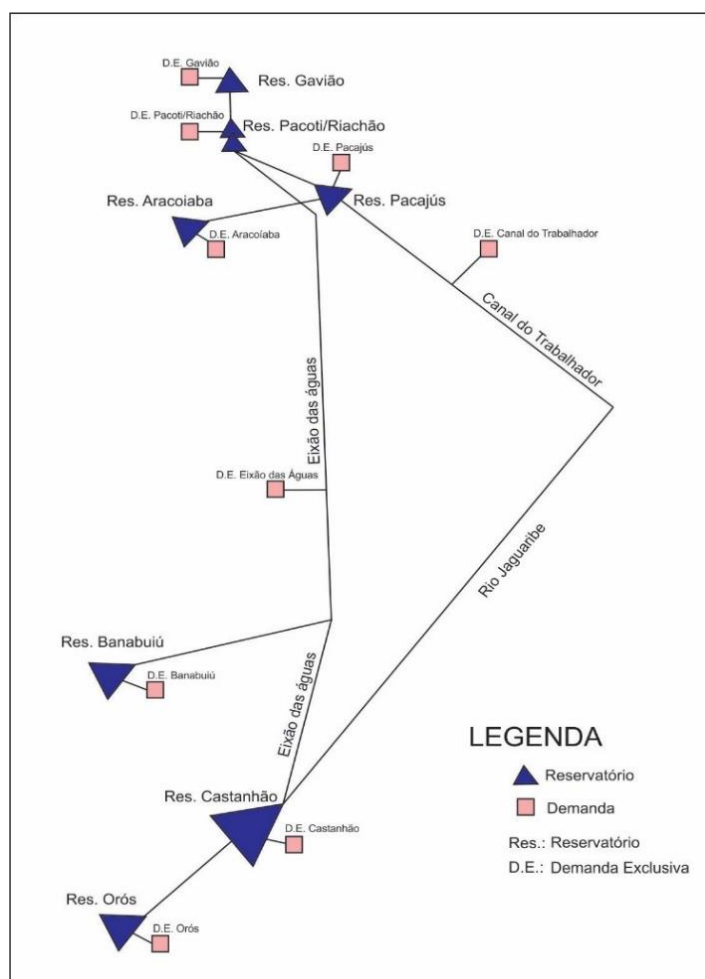 D.E. Gavião
Res. Gavião
D.E. Pacoti/Riachão
Res. Pacoti/Riachão
D.E. Pacajús
Res. Aracoiaba
Res. Pacajús
D.E. Aracoíaba
D.E. Canal do Trabalhador
Canal do Trabalhador
Eixão das águas
D.E. Eixão das Águas
Rio Jaguaribe
Res. Banabuiú
D.E. Banabuiú
Eixão das águas
LEGENDA
Reservatório
Res. Castanhão
Demanda
D.E. Castanhão
Res.: Reservatório
D.E.: Demanda Exclusiva
Res. Orós
D.E. Orós